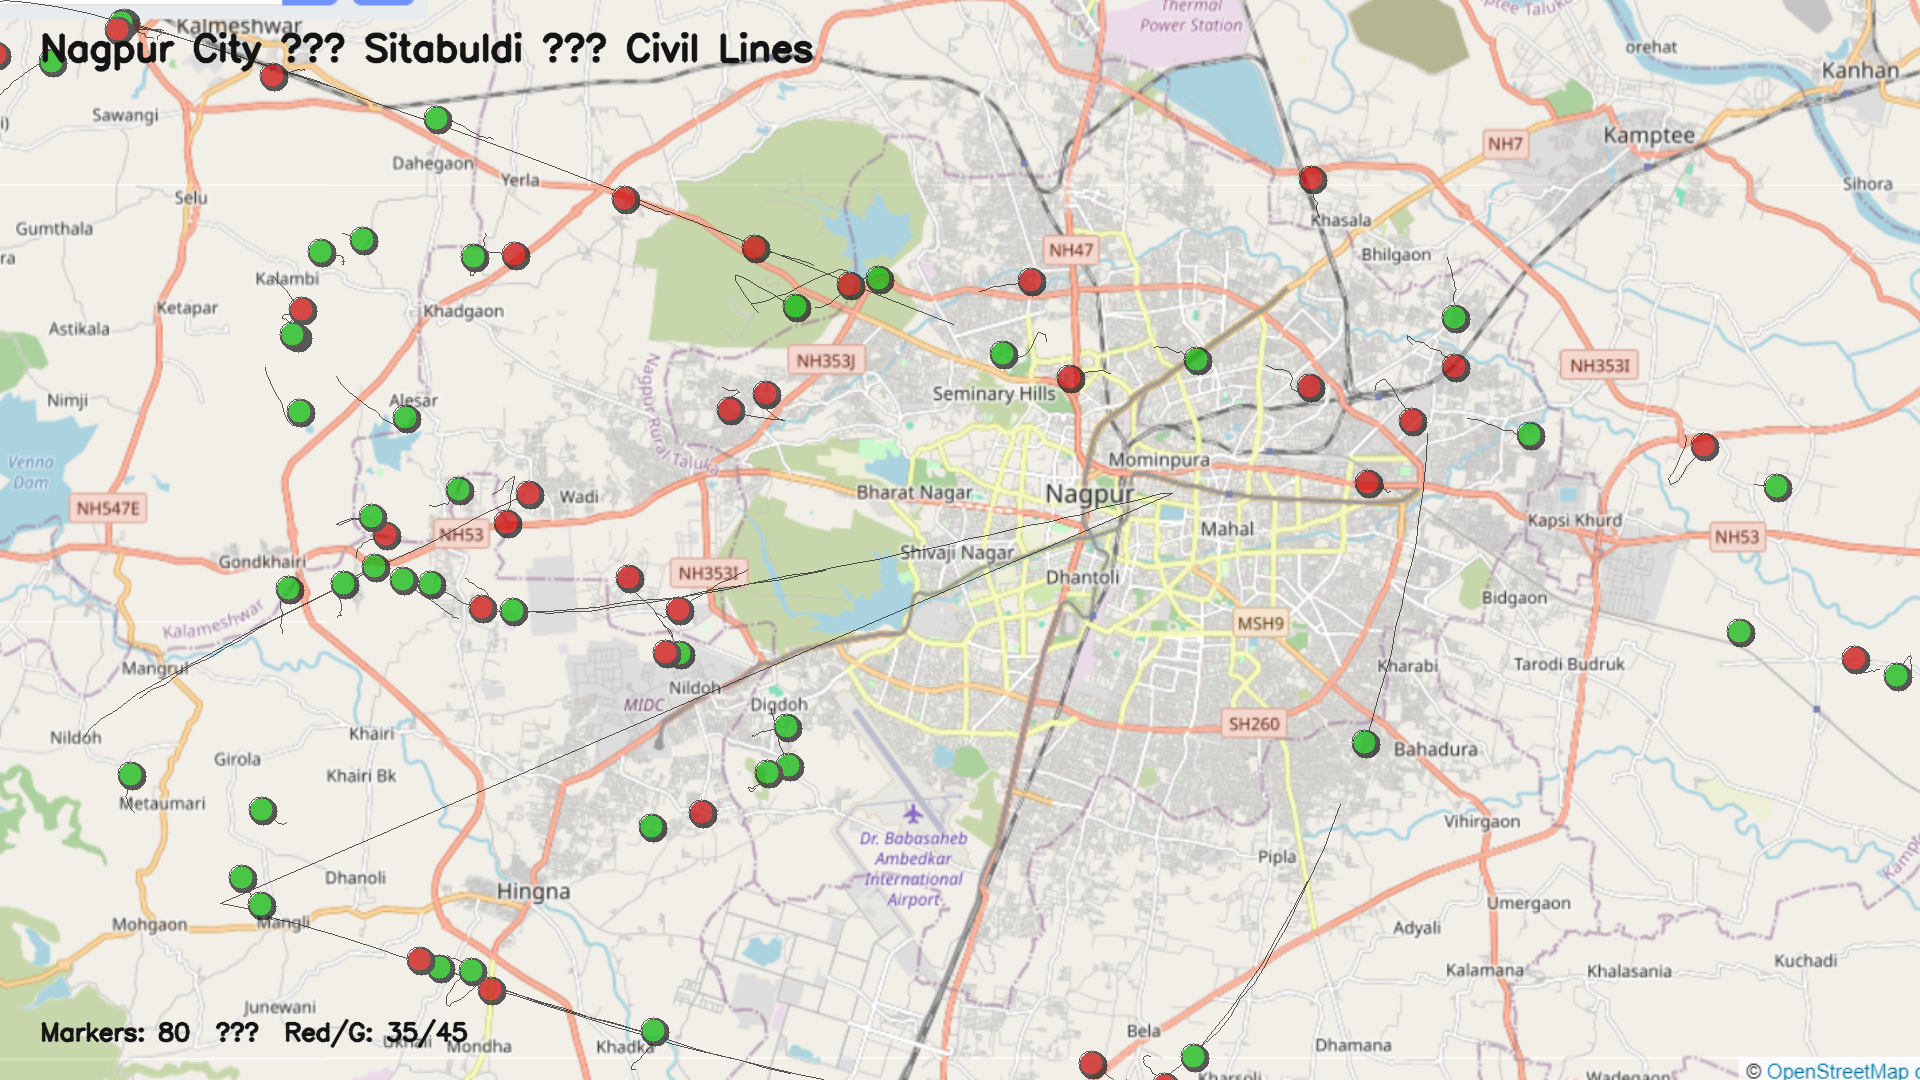 Thermal
Power Station
ptee Taluka
Kalmeshwar
Nagpur City ??? Sitabuldi ??? Civil Lines
orehat
Kanhan
Sawangi
i)
NH7
Kamptee
Dahegaon
Yerla
Selu
Sihora
Gumthala
Khasala
ra
NH47
Bhilgaon
Kalambi
Ketapar
Khadgaon
Astikala
NH353J
NH353I
Nagpur Rural Taluka
Seminary Hills
Nimji
Alesar
Mominpura
Venna
Dam
Bharat Nagar
Nagpur
Wadi
NH547E
Kapsi Khurd
NH53
NH53
Mahal
Shivaji Nagar
Gondkhairi
NH353I
Dhantoli
Bidgaon
Kalameshwar
MSH9
Mangrul
Kharabi
Tarodi Budruk
Nildoh
MIDC
Digdoh
SH260
Nildoh
Khairi
Bahadura
Girola
Khairi Bk
Metaumari
Vihirgaon
Dr. Babasaheb
Ambedkar
International
Airport
Pipla
Kamp
Dhanoli
Hingna
Umergaon
Mohgaon
Mangli
Adyali
Kuchadi
Kalamana
Khalasania
Junewani
Markers: 80 ??? Red/G: 35/45
Ukhali
Mondha
Khadka
Bela
Dhamana
Kharsoli
Wadegaon
© OpenStreetMap c